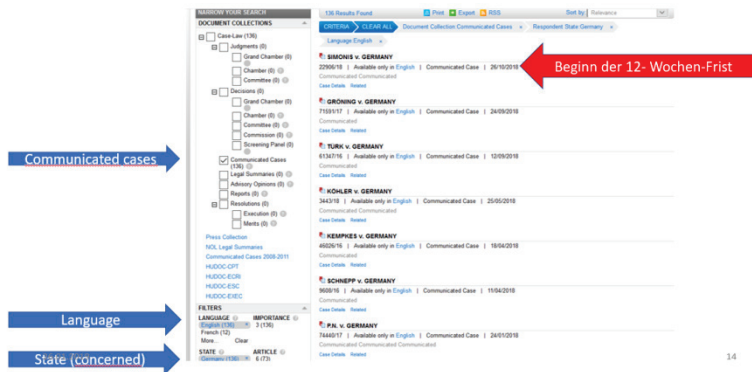 NARROW YOUR SEARCH
DOCUMENT COLLECTIONS
Case-Law (136)
Judgments (0)
Grand Chamber (0)
Chamber (0)
Committee (0)
Decisions (0)
Grand Chamber (0)
Chamber (0)
Committee (0)
Commission (0)
Screening Panel (0)
Communicated Cases (136)
Legal Summaries (0)
Advisory Opinions (0)
Reports (0)
Resolutions (0)
Execution (0)
Merits (0)
Press Collection
NOL Legal Summaries
Communicated Cases 2008-2011
HUDOC-CPT
HUDOC-ECRI
HUDOC-ESC
HUDOC-EXEC
FILTERS
LANGUAGE IMPORTANCE
English (136) 3 (136)
French (12)
More... Clear
STATE ARTICLE
Germany (136) 6 (73)
Communicated cases
Language
State (concerned)
136 Results Found Print Export RSS Sort by Relevance
CRITERIA CLEAR ALL Document Collection Communicated Cases x Respondent State Germany x
Language English x
SIMONIS v. GERMANY
22906/18 | Available only in English | Communicated Case | 26/10/2018
Communicated Communicated
Case Details Related
Beginn der 12- Wochen-Frist
GRÖNING v. GERMANY
71591/17 | Available only in English | Communicated Case | 24/09/2018
Communicated
Case Details Related
TÜRK v. GERMANY
61347/16 | Available only in English | Communicated Case | 12/09/2018
Communicated
Case Details Related
KÖHLER v. GERMANY
3443/18 | Available only in English | Communicated Case | 25/05/2018
Communicated Communicated
Case Details Related
KEMPKES v. GERMANY
46026/16 | Available only in English | Communicated Case | 18/04/2018
Communicated
Case Details Related
SCHNEPP v. GERMANY
9608/16 | Available only in English | Communicated Case | 11/04/2018
Communicated
Case Details Related
P.N. v. GERMANY
74440/17 | Available only in English | Communicated Case | 24/01/2018
Communicated Communicated Communicated
Case Details Related
14